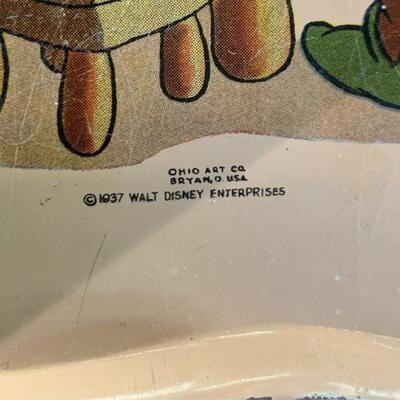 OHIO ART CO.
BRYAN, O. USA
© 1937 WALT DISNEY ENTERPRISES